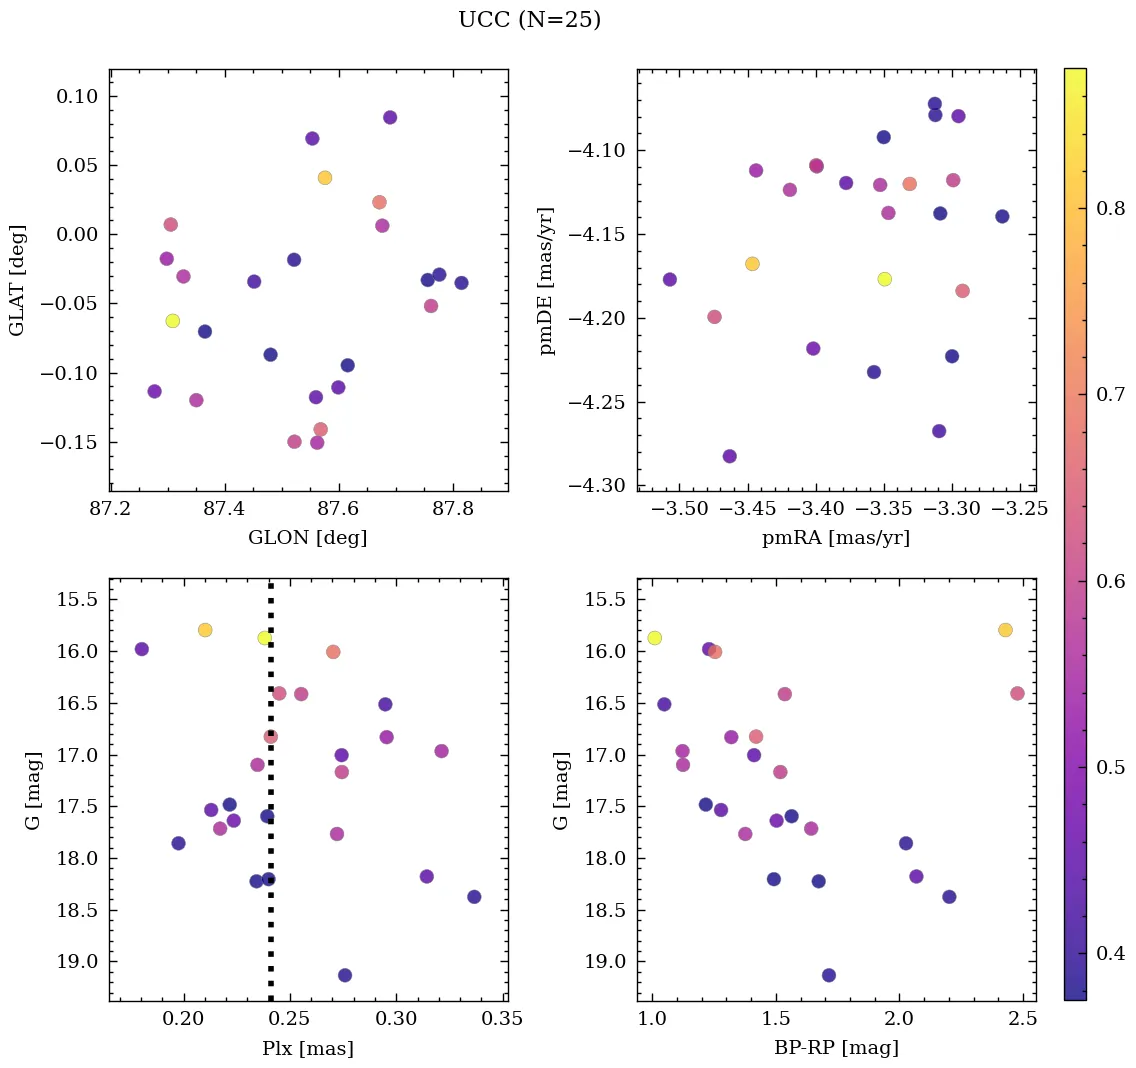 UCC (N=25)
0.10
0.05
0.00
−0.05
−0.10
−0.15
GLAT [deg]
87.2 87.4 87.6 87.8
GLON [deg]
−4.10
−4.15
−4.20
−4.25
−4.30
pmDE [mas/yr]
−3.50 −3.45 −3.40 −3.35 −3.30 −3.25
pmRA [mas/yr]
15.5
16.0
16.5
17.0
17.5
18.0
18.5
19.0
G [mag]
0.20 0.25 0.30 0.35
Plx [mas]
15.5
16.0
16.5
17.0
17.5
18.0
18.5
19.0
G [mag]
1.0 1.5 2.0 2.5
BP-RP [mag]
0.8
0.7
0.6
0.5
0.4